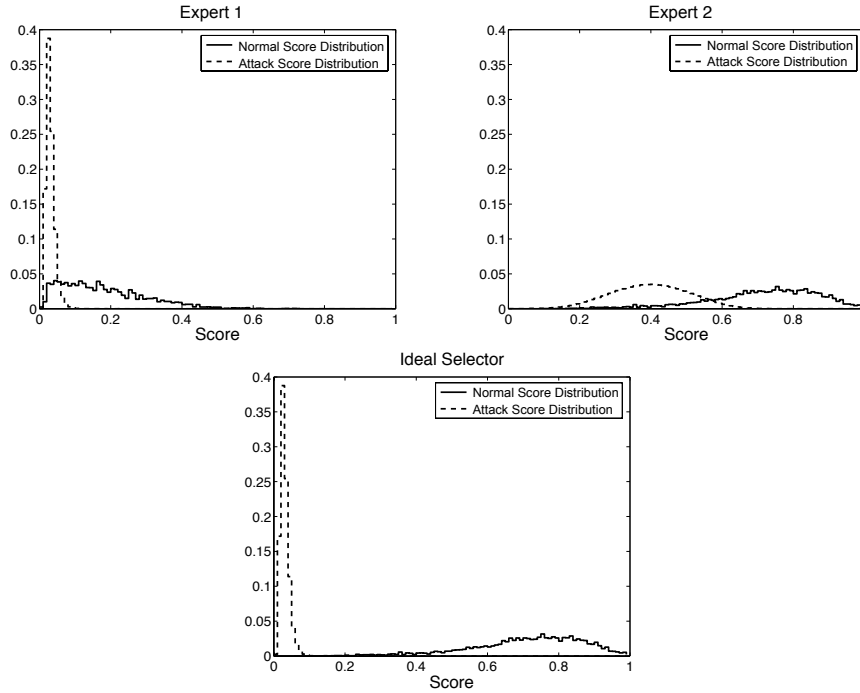 Expert 1
0.4
0.35
0.3
0.25
0.2
0.15
0.1
0.05
0
0 0.2 0.4 0.6 0.8 1
Score
Normal Score Distribution
Attack Score Distribution
Expert 2
0.4
0.35
0.3
0.25
0.2
0.15
0.1
0.05
0
0 0.2 0.4 0.6 0.8
Score
Normal Score Distribution
Attack Score Distribution
Ideal Selector
0.4
0.35
0.3
0.25
0.2
0.15
0.1
0.05
0
0 0.2 0.4 0.6 0.8 1
Score
Normal Score Distribution
Attack Score Distribution